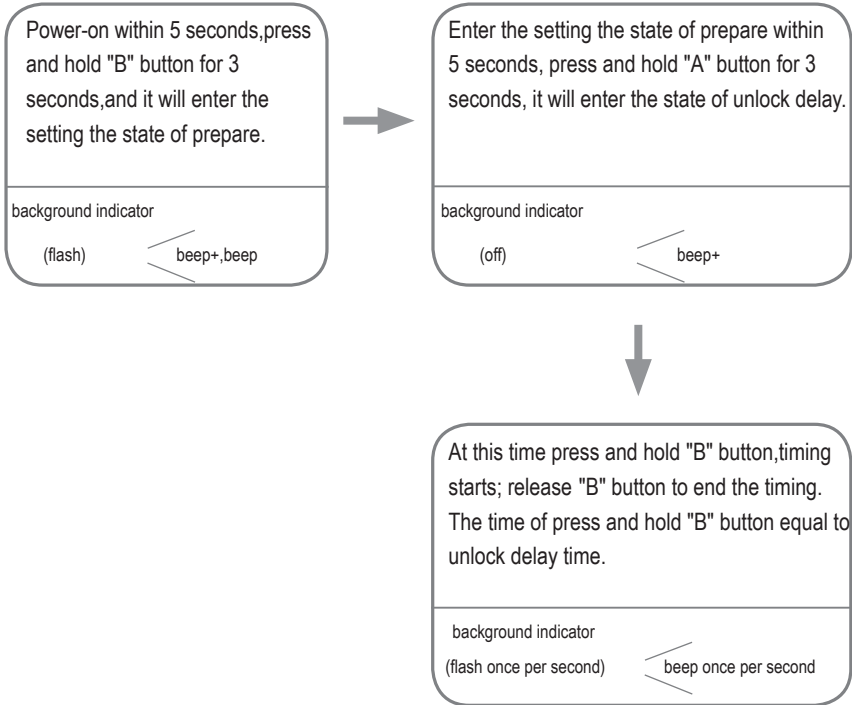 Power-on within 5 seconds,press
and hold "B" button for 3
seconds,and it will enter the
setting the state of prepare.
background indicator
(flash) beep+,beep
Enter the setting the state of prepare within
5 seconds, press and hold "A" button for 3
seconds, it will enter the state of unlock delay.
background indicator
(off) beep+
At this time press and hold "B" button,timing
starts; release "B" button to end the timing.
The time of press and hold "B" button equal to
unlock delay time.
background indicator
(flash once per second) beep once per second